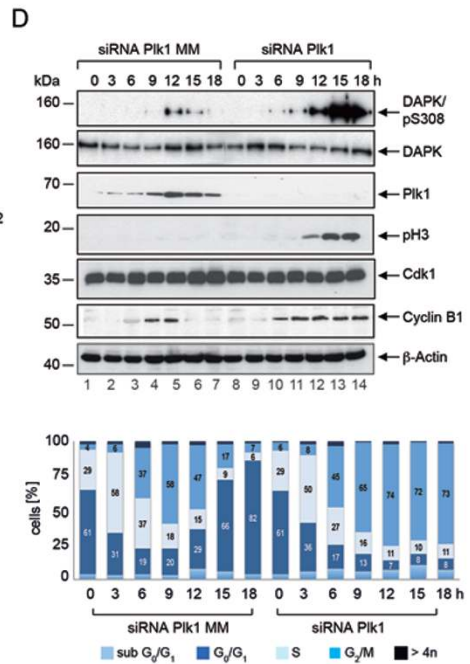 D
siRNA Plk1 MM siRNA Plk1
kDa 0 3 6 9 12 15 18 0 3 6 9 12 15 18 h
160 DAPK/
pS308
160 DAPK
70 Plk1
20 pH3
35 Cdk1
50 Cyclin B1
40 β-Actin
1 2 3 4 5 6 7 8 9 10 11 12 13 14
100
75
50
25
0
cells [%]
4 6 37 58 47 17 7 6 8 45 65 74 72 73
29 58 37 18 15 9 6 29 50 27 16 11 10 11
61 31 19 20 29 66 82 61 36 17 13 7 8 8
0 3 6 9 12 15 18 0 3 6 9 12 15 18 h
siRNA Plk1 MM siRNA Plk1
sub G0/G1 G0/G1 S G2/M > 4n